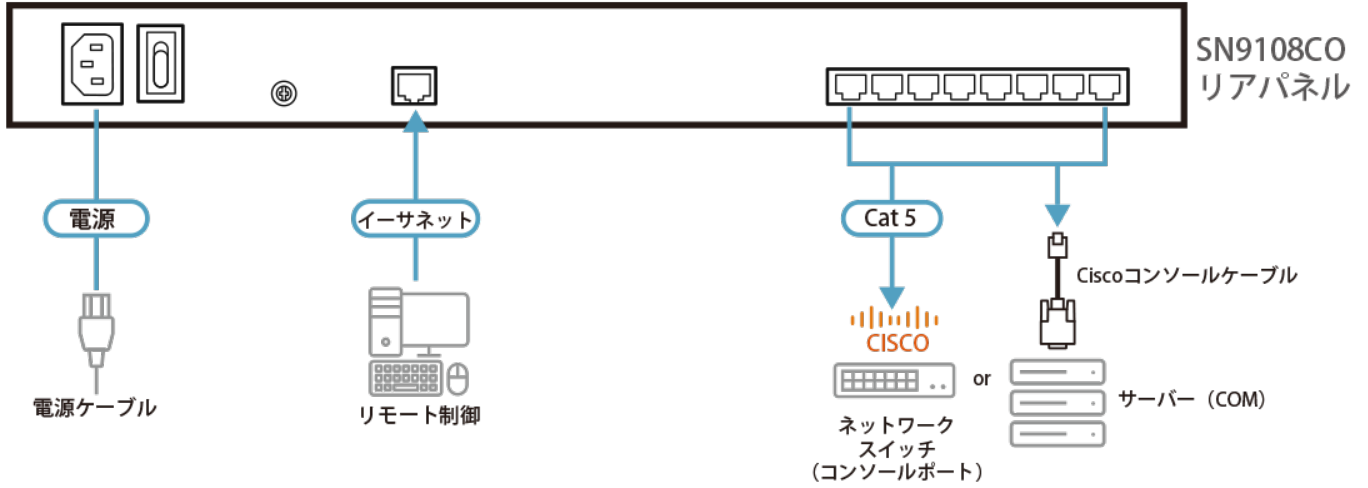 SN9108CO
リアパネル
電源
イーサネット
Cat 5
Ciscoコンソールケーブル
CISCO
or
サーバー（COM）
電源ケーブル
リモート制御
ネットワーク
スイッチ
（コンソールポート）